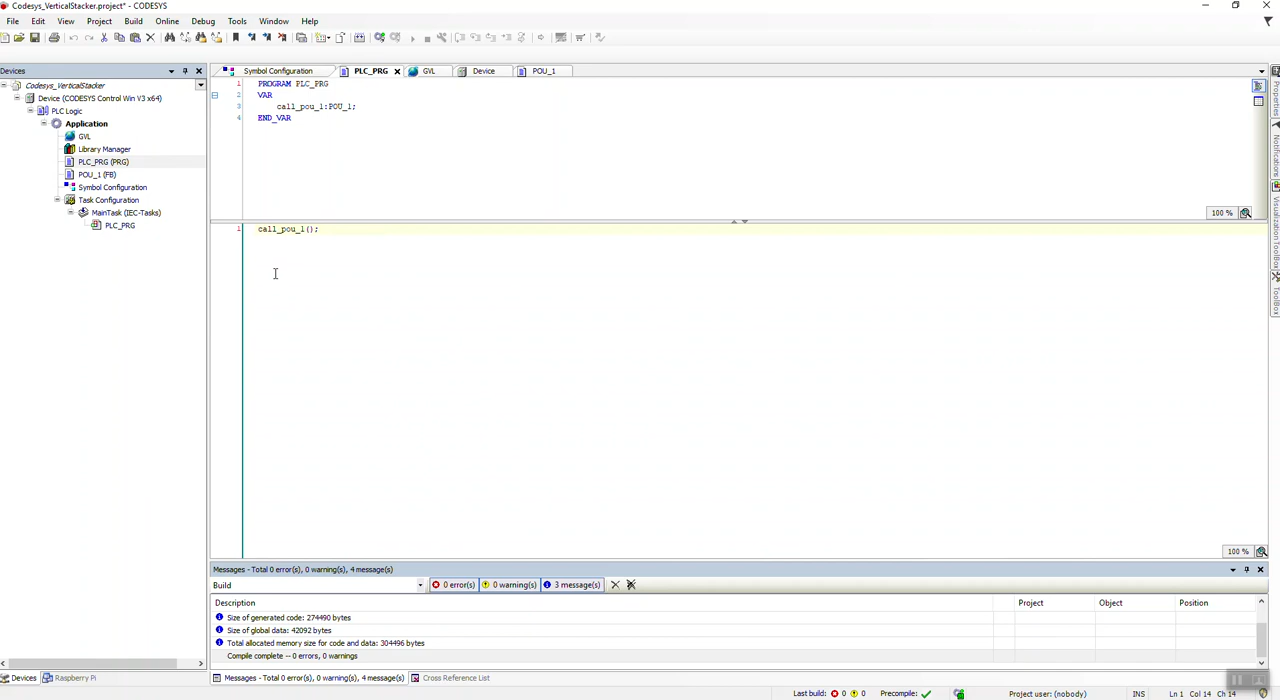 Codesys_VerticalStacker.project* - CODESYS
File Edit View Project Build Online Debug Tools Window Help
Devices
Symbol Configuration PLC_PRG GVL Device POU_1
Codesys_VerticalStacker
Device (CODESYS Control Win V3 x64)
PLC Logic
Application
GVL
Library Manager
PLC_PRG (PRG)
POU_1 (FB)
Symbol Configuration
Task Configuration
MainTask (IEC-Tasks)
PLC_PRG
1 PROGRAM PLC_PRG
2 VAR
3 call_pou_1:POU_1;
4 END_VAR
100 %
1 call_pou_1();
100 %
Properties
Notifications
Visualization ToolBox
ToolBox
Messages - Total 0 error(s), 0 warning(s), 4 message(s)
Build 0 error(s) 0 warning(s) 3 message(s)
Description Project Object Position
Size of generated code: 274490 bytes
Size of global data: 42092 bytes
Total allocated memory size for code and data: 304496 bytes
Compile complete -- 0 errors, 0 warnings
Devices Raspberry Pi Messages - Total 0 error(s), 0 warning(s), 4 message(s) Cross Reference List
Last build: 0 0 Precompile: Project user: (nobody) INS Ln 1 Col 14 Ch 14